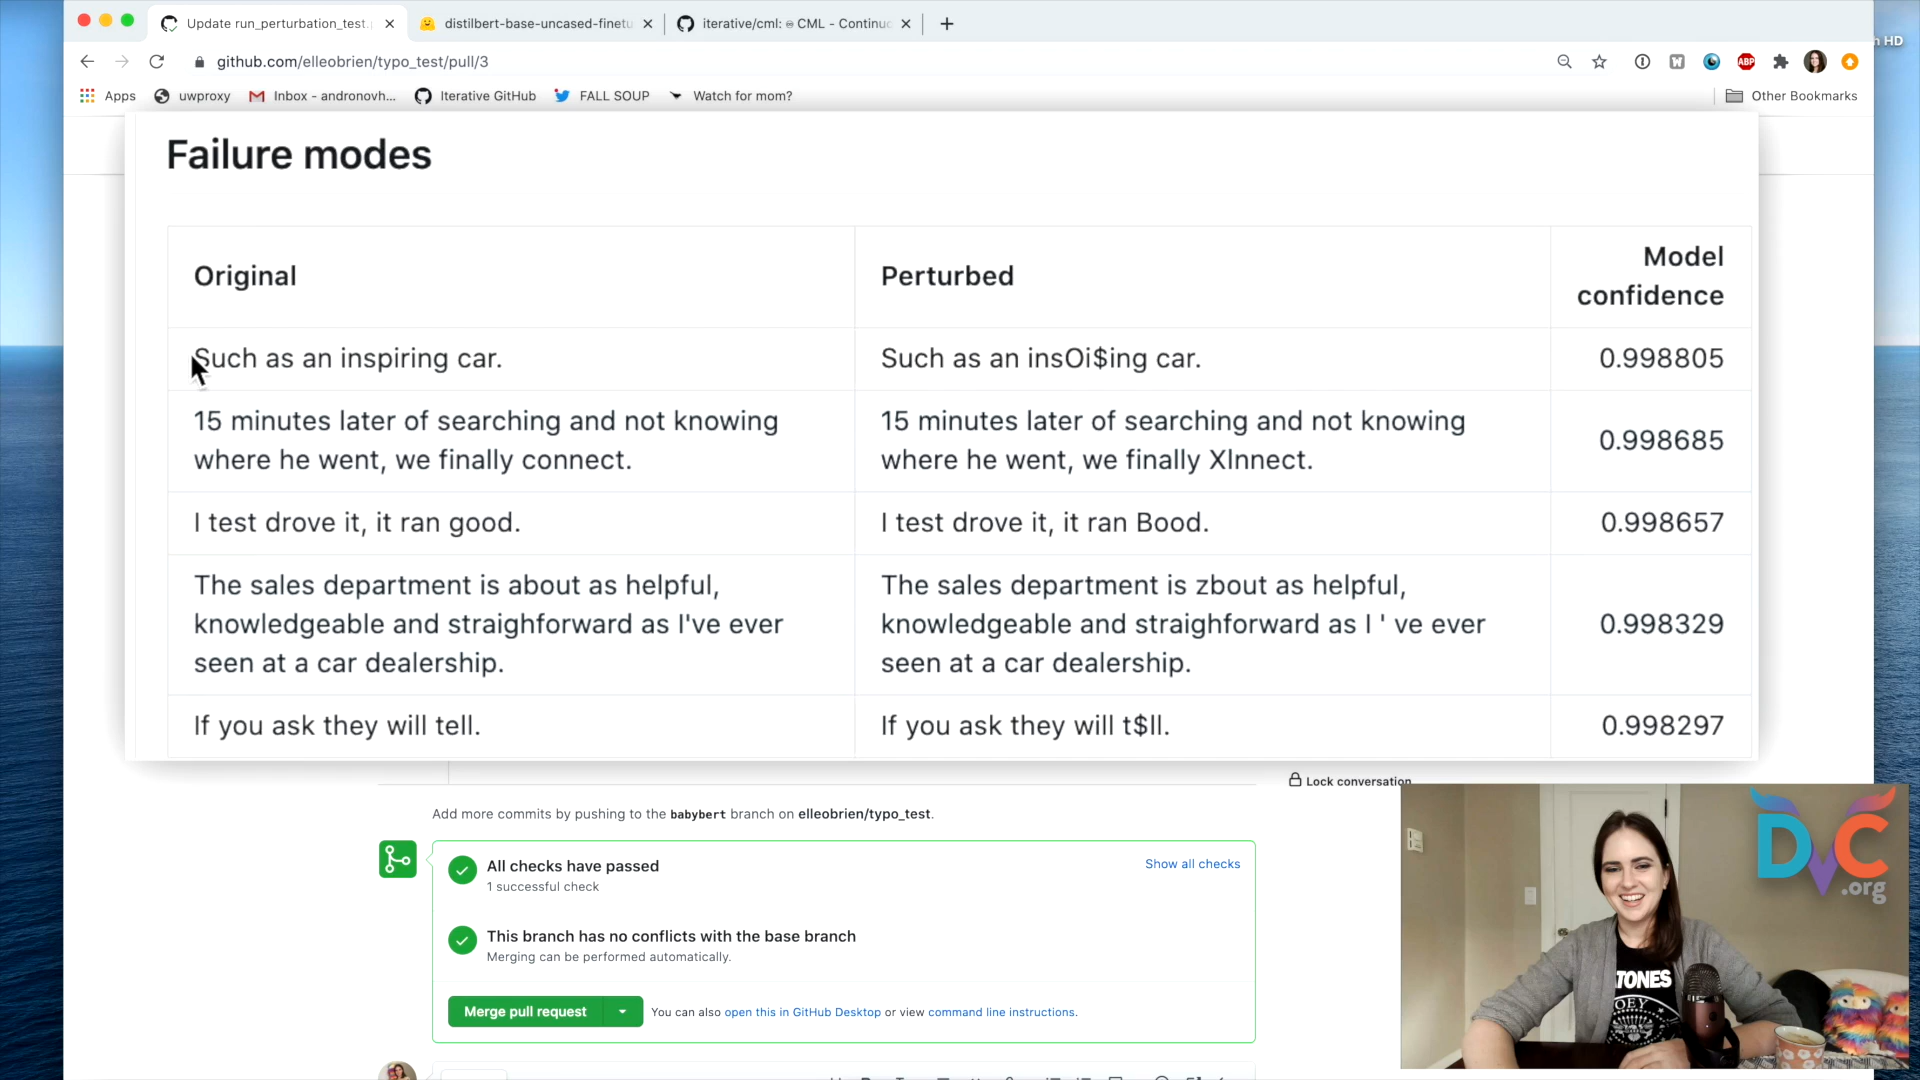 Update run_perturbation_test.
distilbert-base-uncased-finetu
iterative/cml: ♾ CML - Continuo
h HD
github.com/elleobrien/typo_test/pull/3
ABP
Apps
uwproxy
Inbox - andronovh...
Iterative GitHub
FALL SOUP
Watch for mom?
Other Bookmarks
Failure modes
Original
Perturbed
Model
confidence
Such as an inspiring car.
Such as an insOi$ing car.
0.998805
15 minutes later of searching and not knowing
where he went, we finally connect.
15 minutes later of searching and not knowing
where he went, we finally Xlnnect.
0.998685
I test drove it, it ran good.
I test drove it, it ran Bood.
0.998657
The sales department is about as helpful,
knowledgeable and straighforward as I've ever
seen at a car dealership.
The sales department is zbout as helpful,
knowledgeable and straighforward as I ' ve ever
seen at a car dealership.
0.998329
If you ask they will tell.
If you ask they will t$ll.
0.998297
Lock conversation
Add more commits by pushing to the babybert branch on elleobrien/typo_test.
All checks have passed
1 successful check
Show all checks
This branch has no conflicts with the base branch
Merging can be performed automatically.
Merge pull request
You can also open this in GitHub Desktop or view command line instructions.
DVC
.org
TONES
OEY